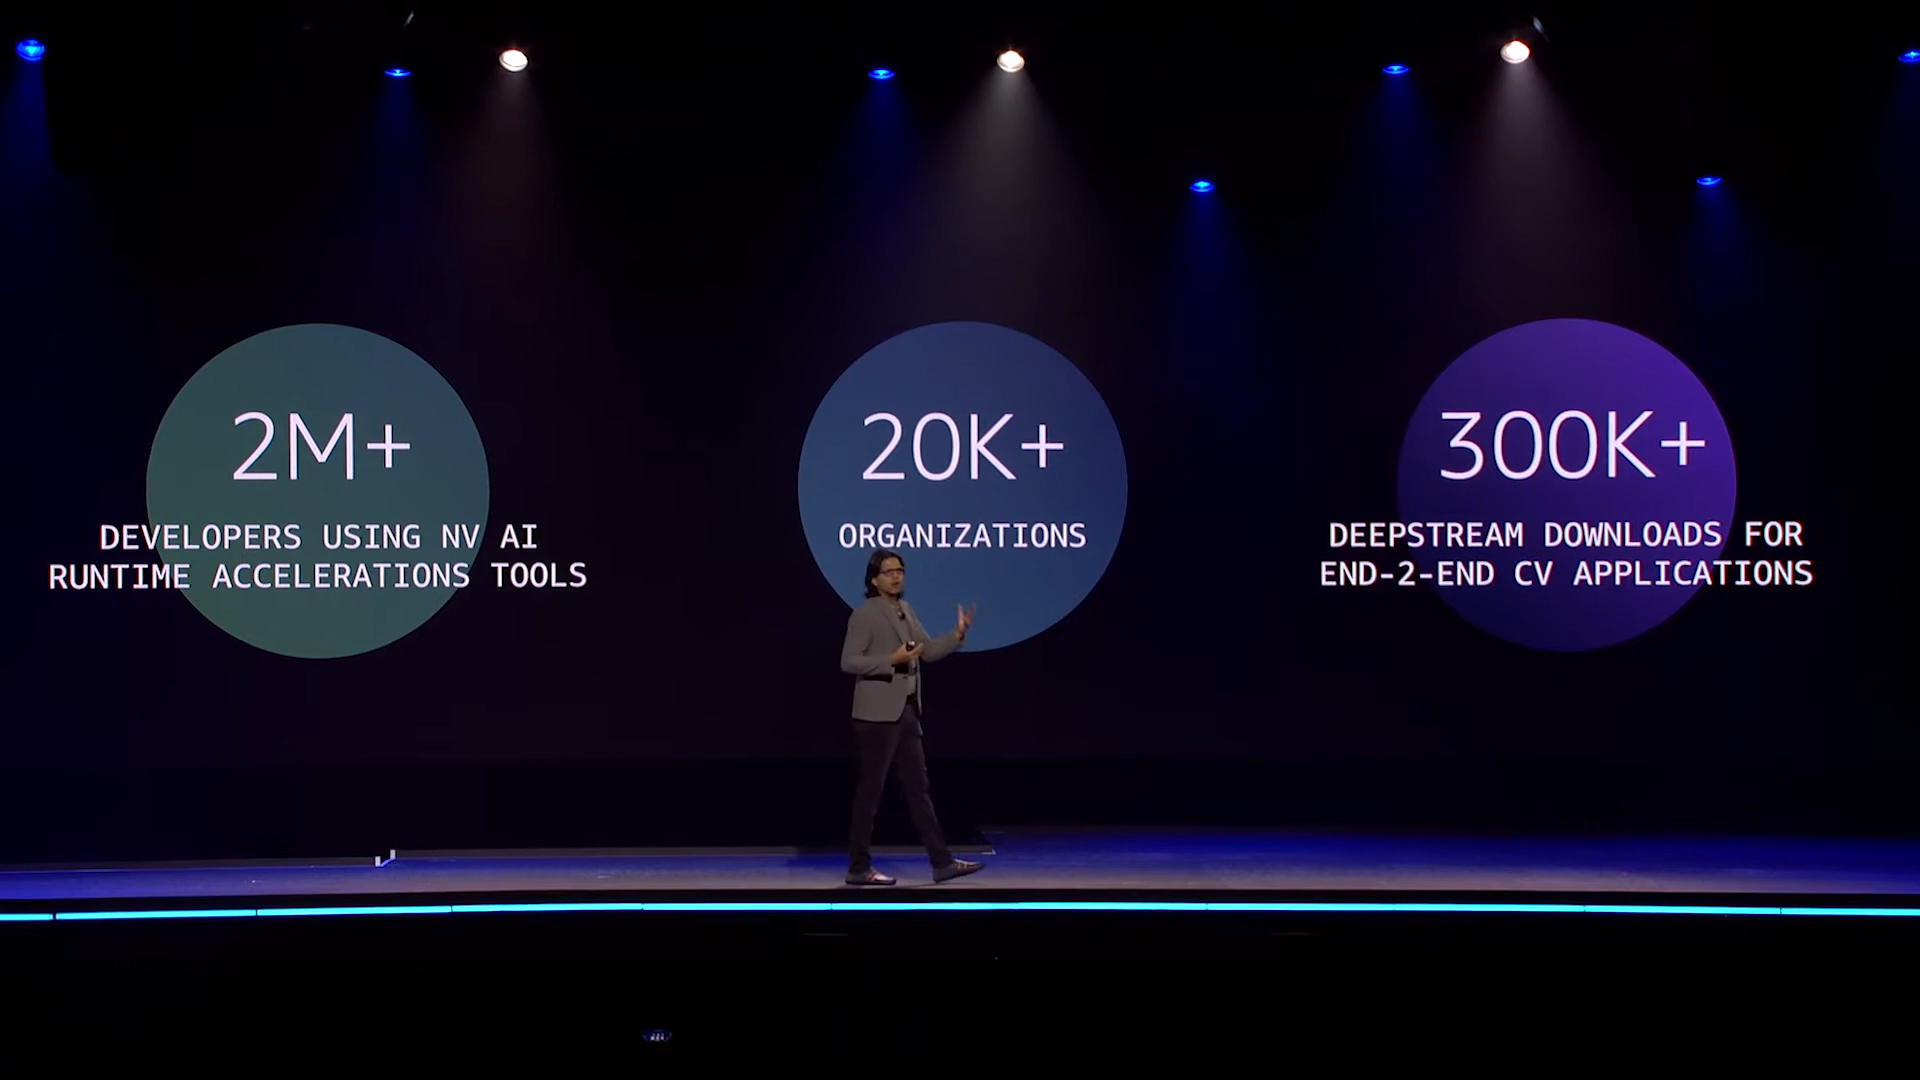 2M+
DEVELOPERS USING NV AI
RUNTIME ACCELERATIONS TOOLS
20K+
ORGANIZATIONS
300K+
DEEPSTREAM DOWNLOADS FOR
END-2-END CV APPLICATIONS